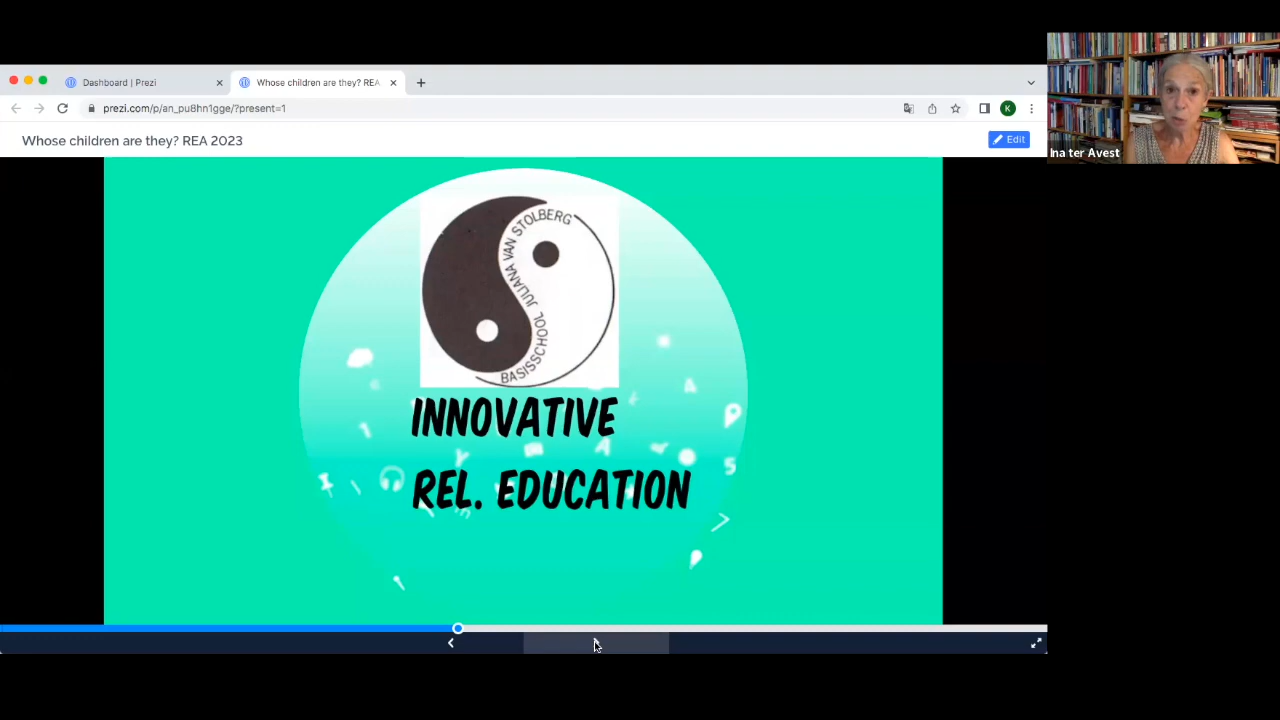 Dashboard | Prezi
Whose children are they? REA
prezi.com/p/an_pu8hn1gge/?present=1
K
Whose children are they? REA 2023
Edit
Ina ter Avest
BASISSCHOOL JULIANA VAN STOLBERG
INNOVATIVE
REL. EDUCATION